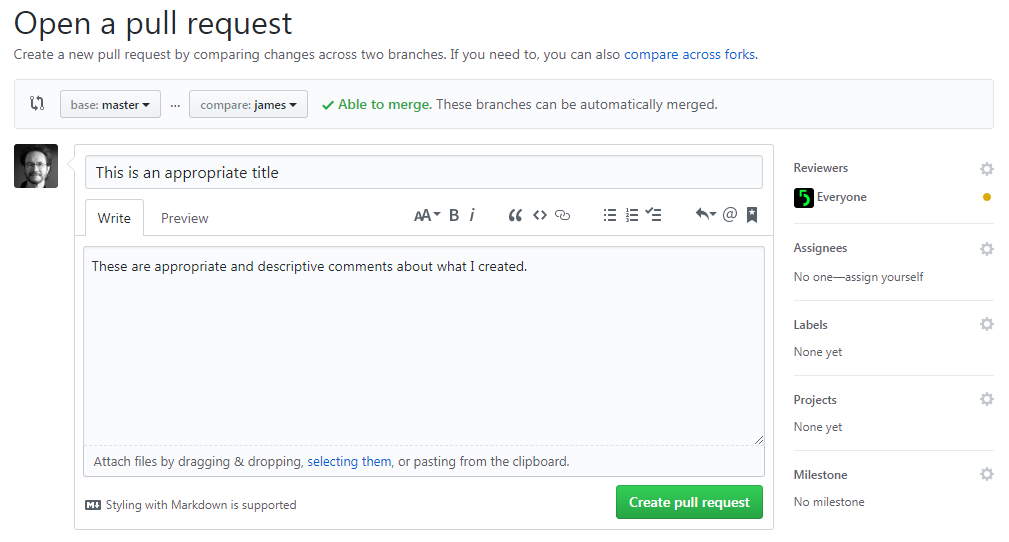 Open a pull request
Create a new pull request by comparing changes across two branches. If you need to, you can also compare across forks.
base: master ... compare: james Able to merge. These branches can be automatically merged.
This is an appropriate title
Write Preview AA B i
These are appropriate and descriptive comments about what I created.
Attach files by dragging & dropping, selecting them, or pasting from the clipboard.
Styling with Markdown is supported
Create pull request
Reviewers
Everyone
Assignees
No one—assign yourself
Labels
None yet
Projects
None yet
Milestone
No milestone